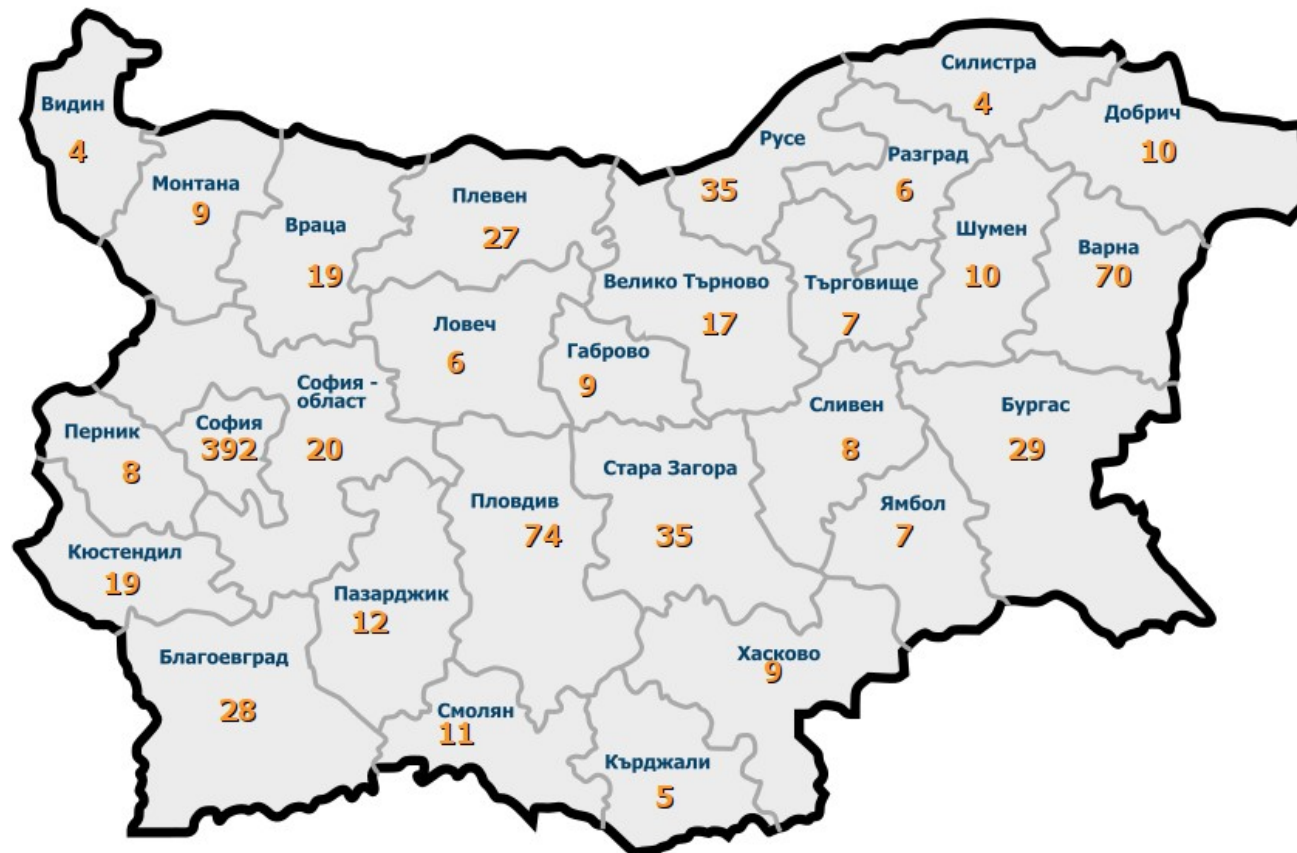 Видин
4
Монтана
9
Враца
19
Плевен
27
Русе
35
Силистра
4
Разград
6
Добрич
10
Шумен
10
Варна
70
Велико Търново
17
Търговище
7
Ловеч
6
Габрово
9
София -
област
20
София
392
Перник
8
Кюстендил
19
Сливен
8
Бургас
29
Стара Загора
35
Ямбол
7
Пловдив
74
Пазарджик
12
Благоевград
28
Хасково
9
Смолян
11
Кърджали
5